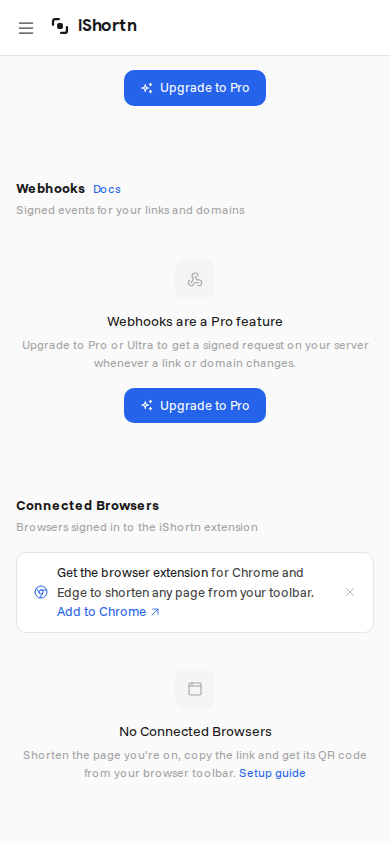 iShortn
Upgrade to Pro
Webhooks Docs
Signed events for your links and domains
Webhooks are a Pro feature
Upgrade to Pro or Ultra to get a signed request on your server
whenever a link or domain changes.
Upgrade to Pro
Connected Browsers
Browsers signed in to the iShortn extension
Get the browser extension for Chrome and
Edge to shorten any page from your toolbar.
Add to Chrome
No Connected Browsers
Shorten the page you're on, copy the link and get its QR code
from your browser toolbar. Setup guide